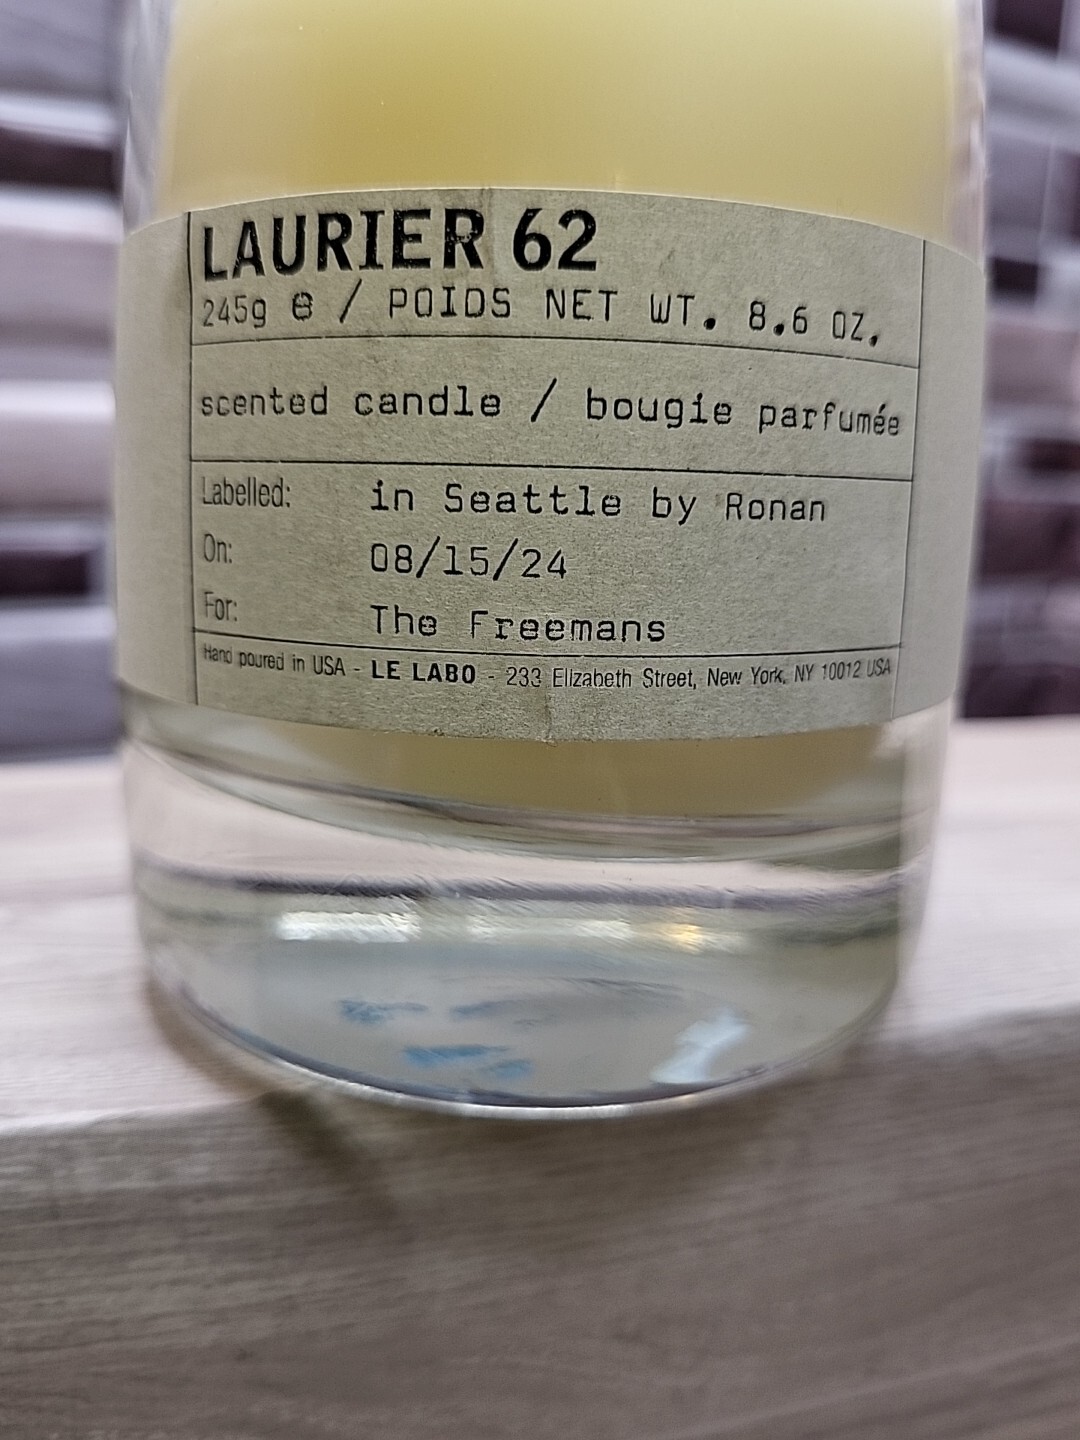 LAURIER 62
245g e / POIDS NET WT. 8.6 OZ.
scented candle / bougie parfumée
Labelled: in Seattle by Ronan
On: 08/15/24
For: The Freemans
Hand poured in USA - LE LABO - 233 Elizabeth Street, New York, NY 10012 USA